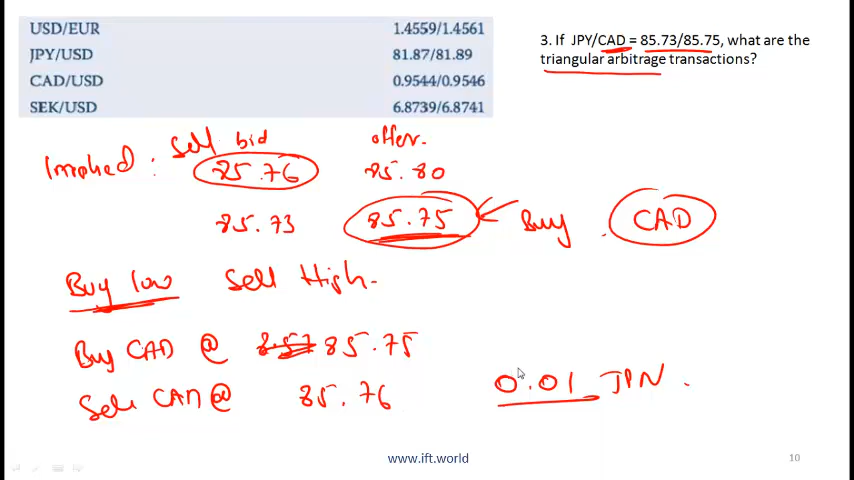 USD/EUR 1.4559/1.4561
JPY/USD 81.87/81.89
CAD/USD 0.9544/0.9546
SEK/USD 6.8739/6.8741
3. If JPY/CAD = 85.73/85.75, what are the
triangular arbitrage transactions?
Implied : Sell bid offer.
85.76 85.80
85.73 85.75 Buy CAD
Buy low Sell High.
Buy CAD @ 85.75
Sell CAD @ 85.76
0.01 JPN.
www.ift.world
10